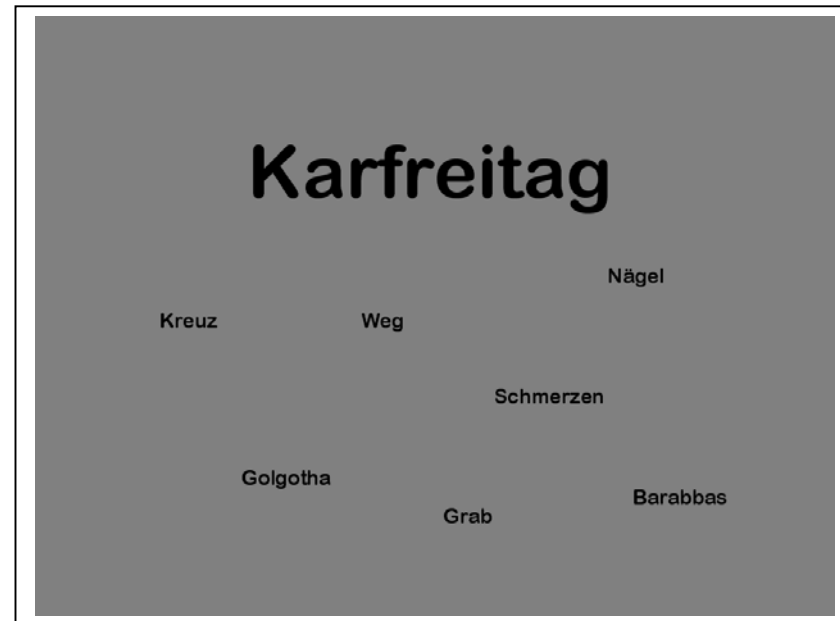 Karfreitag
Nägel
Kreuz Weg
Schmerzen
Golgotha
Barabbas
Grab